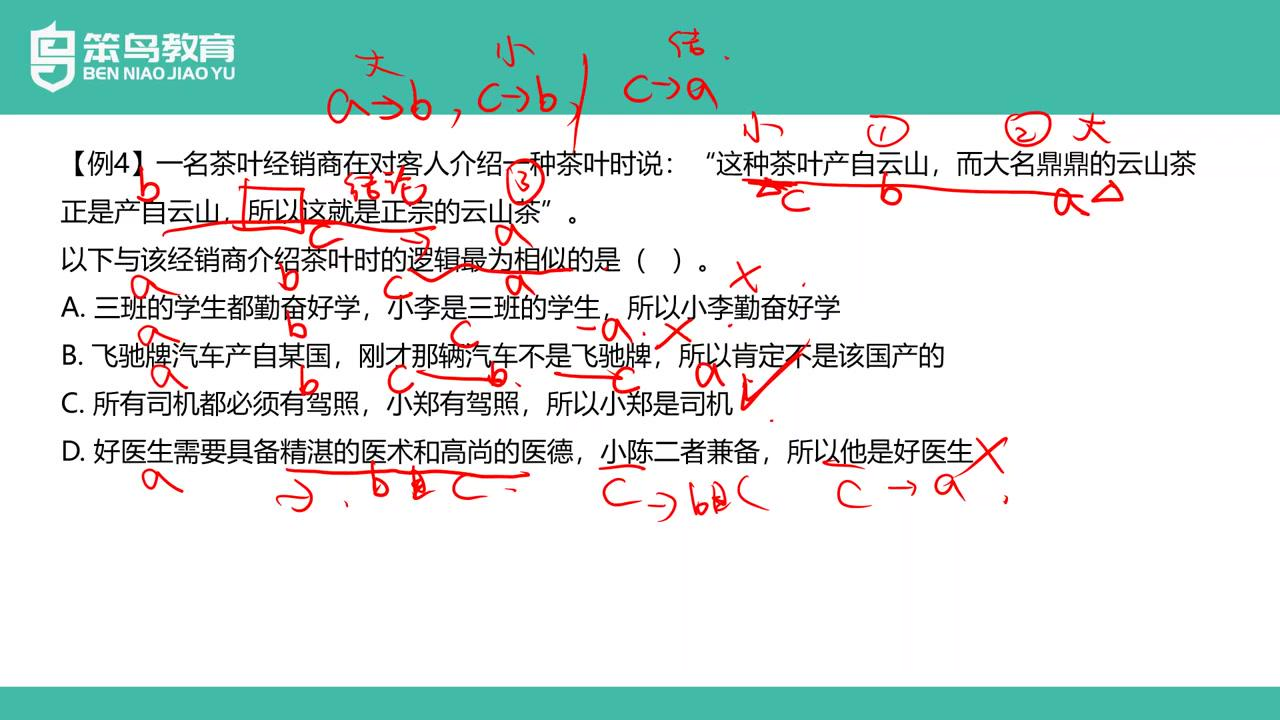 笨鸟教育
BEN NIAO JIAO YU
大 小 结
a→b, c→b, c→a
小 ① ② 大
【例4】一名茶叶经销商在对客人介绍一种茶叶时说：“这种茶叶产自云山，而大名鼎鼎的云山茶
b 结论 ③ c b a
正是产自云山，所以这就是正宗的云山茶”。
c → a
以下与该经销商介绍茶叶时的逻辑最为相似的是（ ）。
a b c a ×
A. 三班的学生都勤奋好学，小李是三班的学生，所以小李勤奋好学
a b c -a ×
B. 飞驰牌汽车产自某国，刚才那辆汽车不是飞驰牌，所以肯定不是该国产的
a b c b c a
C. 所有司机都必须有驾照，小郑有驾照，所以小郑是司机
D. 好医生需要具备精湛的医术和高尚的医德，小陈二者兼备，所以他是好医生
a → b且c c→b且c c→a